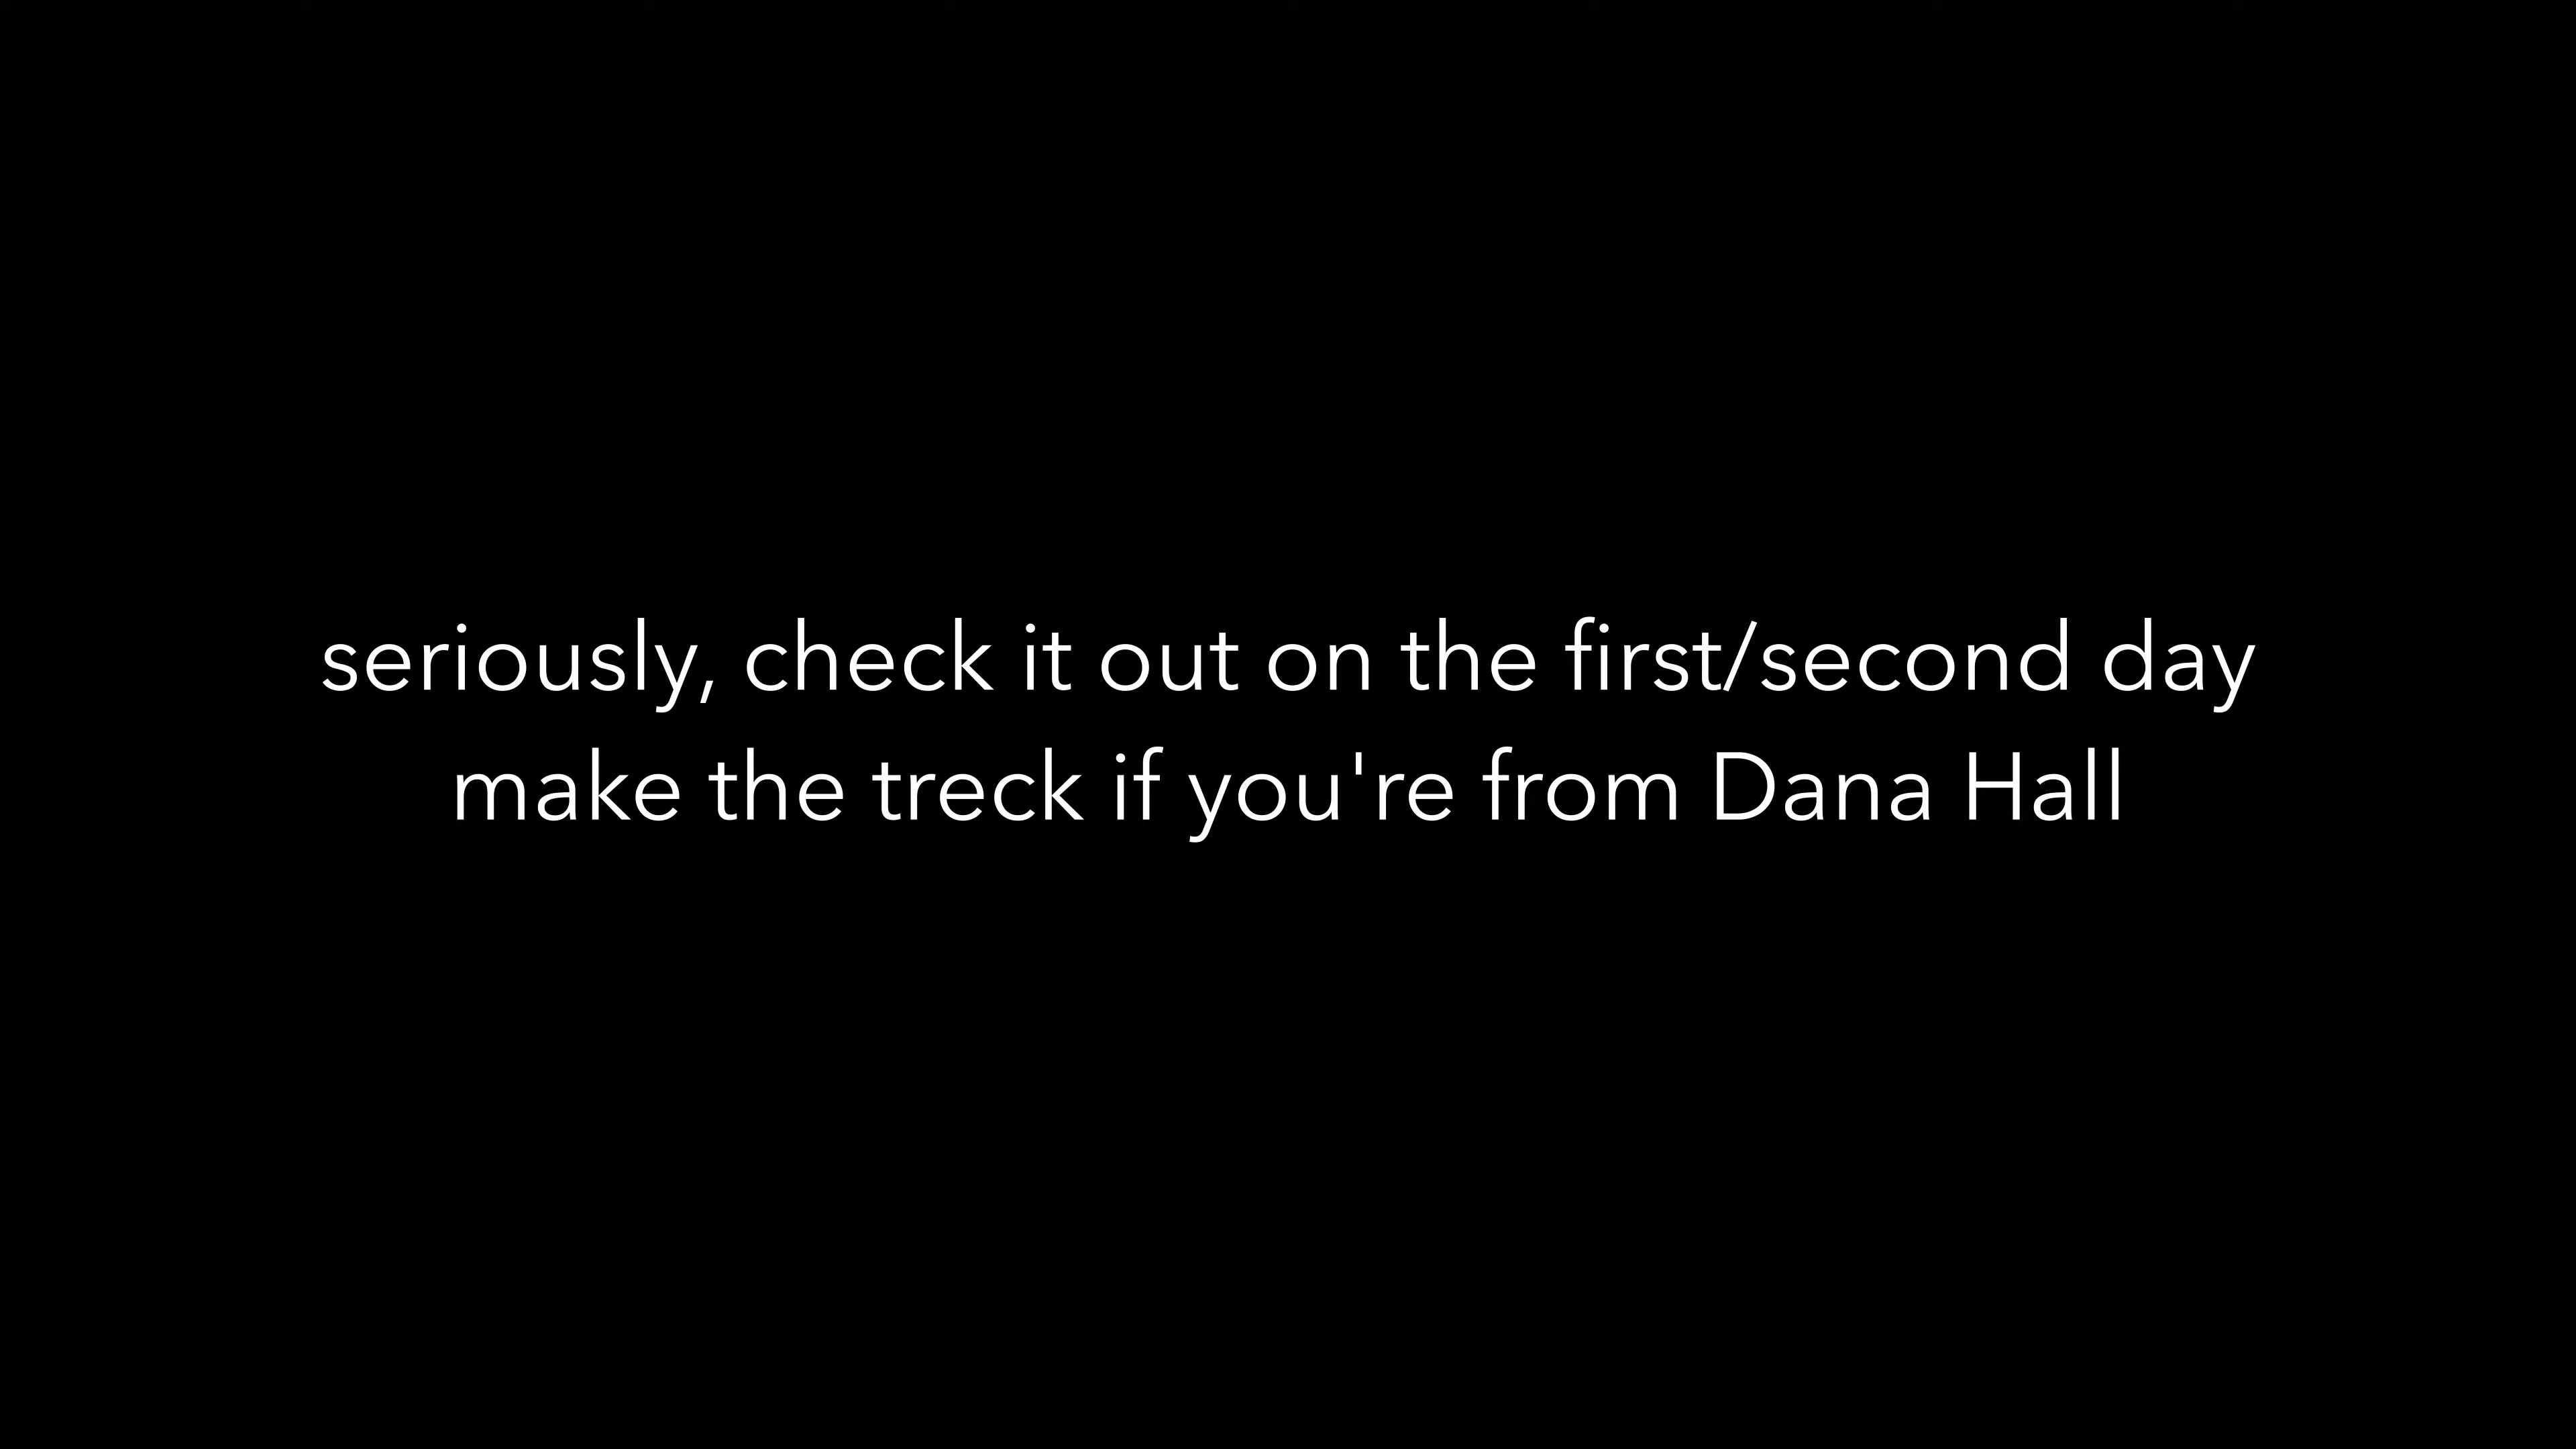 seriously, check it out on the first/second day
make the treck if you're from Dana Hall